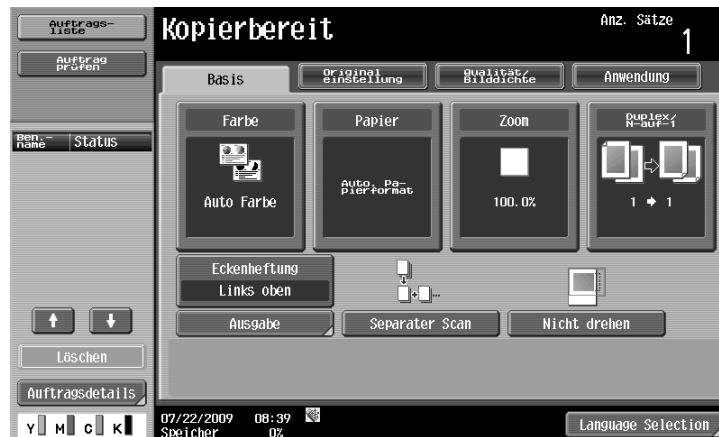 Auftrags-
liste
Auftrag
prüfen
Ben.-
name
Status
Löschen
Auftragsdetails
Y M C K
Kopierbereit
Anz. Sätze
1
Basis
Original
einstellung
Qualität/
Bilddichte
Anwendung
Farbe
Auto Farbe
Papier
Auto. Pa-
pierformat
Zoom
100.0%
Duplex/
N-auf-1
1 → 1
Eckenheftung
Links oben
Ausgabe
Separater Scan
Nicht drehen
07/22/2009 08:39
Speicher 0%
Language Selection